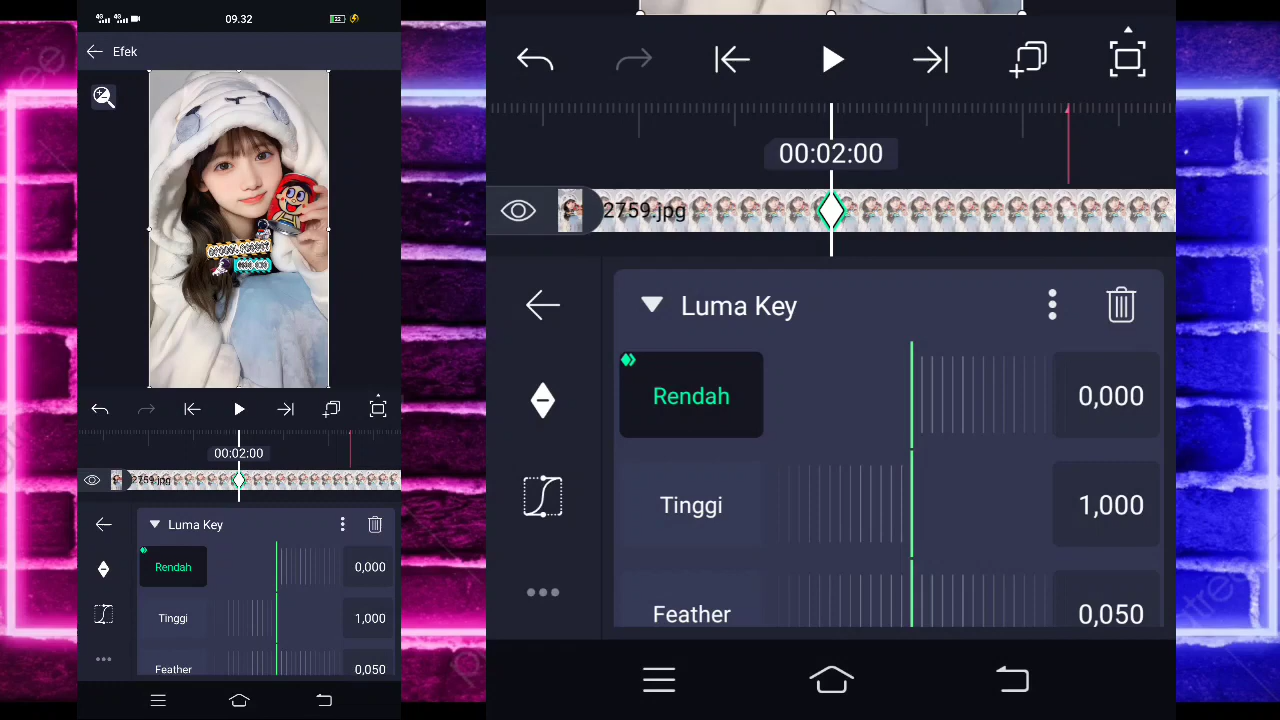 09.32
Efek
00:02:00
2759.jpg
Luma Key
Rendah
0,000
Tinggi
1,000
Feather
0,050
00:02:00
2759.jpg
Luma Key
Rendah
0,000
Tinggi
1,000
Feather
0,050